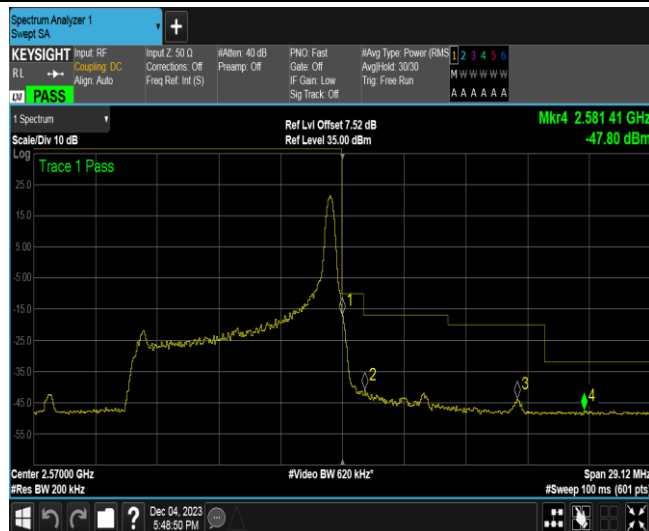 Spectrum Analyzer 1
Swept SA
KEYSIGHT
RL
LXI PASS
Input: RF
Coupling: DC
Align: Auto
Input Z: 50 Ω
Corrections: Off
Freq Ref: Int (S)
#Atten: 40 dB
Preamp: Off
PNO: Fast
Gate: Off
IF Gain: Low
Sig Track: Off
#Avg Type: Power (RMS
Avg|Hold: 30/30
Trig: Free Run
1 2 3 4 5 6
M W W W W W
A A A A A A
1 Spectrum
Scale/Div 10 dB
Ref Lvl Offset 7.52 dB
Ref Level 35.00 dBm
Mkr4 2.581 41 GHz
-47.80 dBm
Log
Trace 1 Pass
25.0
15.0
5.00
-5.00
-15.0
-25.0
-35.0
-45.0
-55.0
1
2
3
4
Center 2.57000 GHz
#Res BW 200 kHz
#Video BW 620 kHz*
Span 29.12 MHz
#Sweep 100 ms (601 pts)
?
Dec 04, 2023
5:48:50 PM